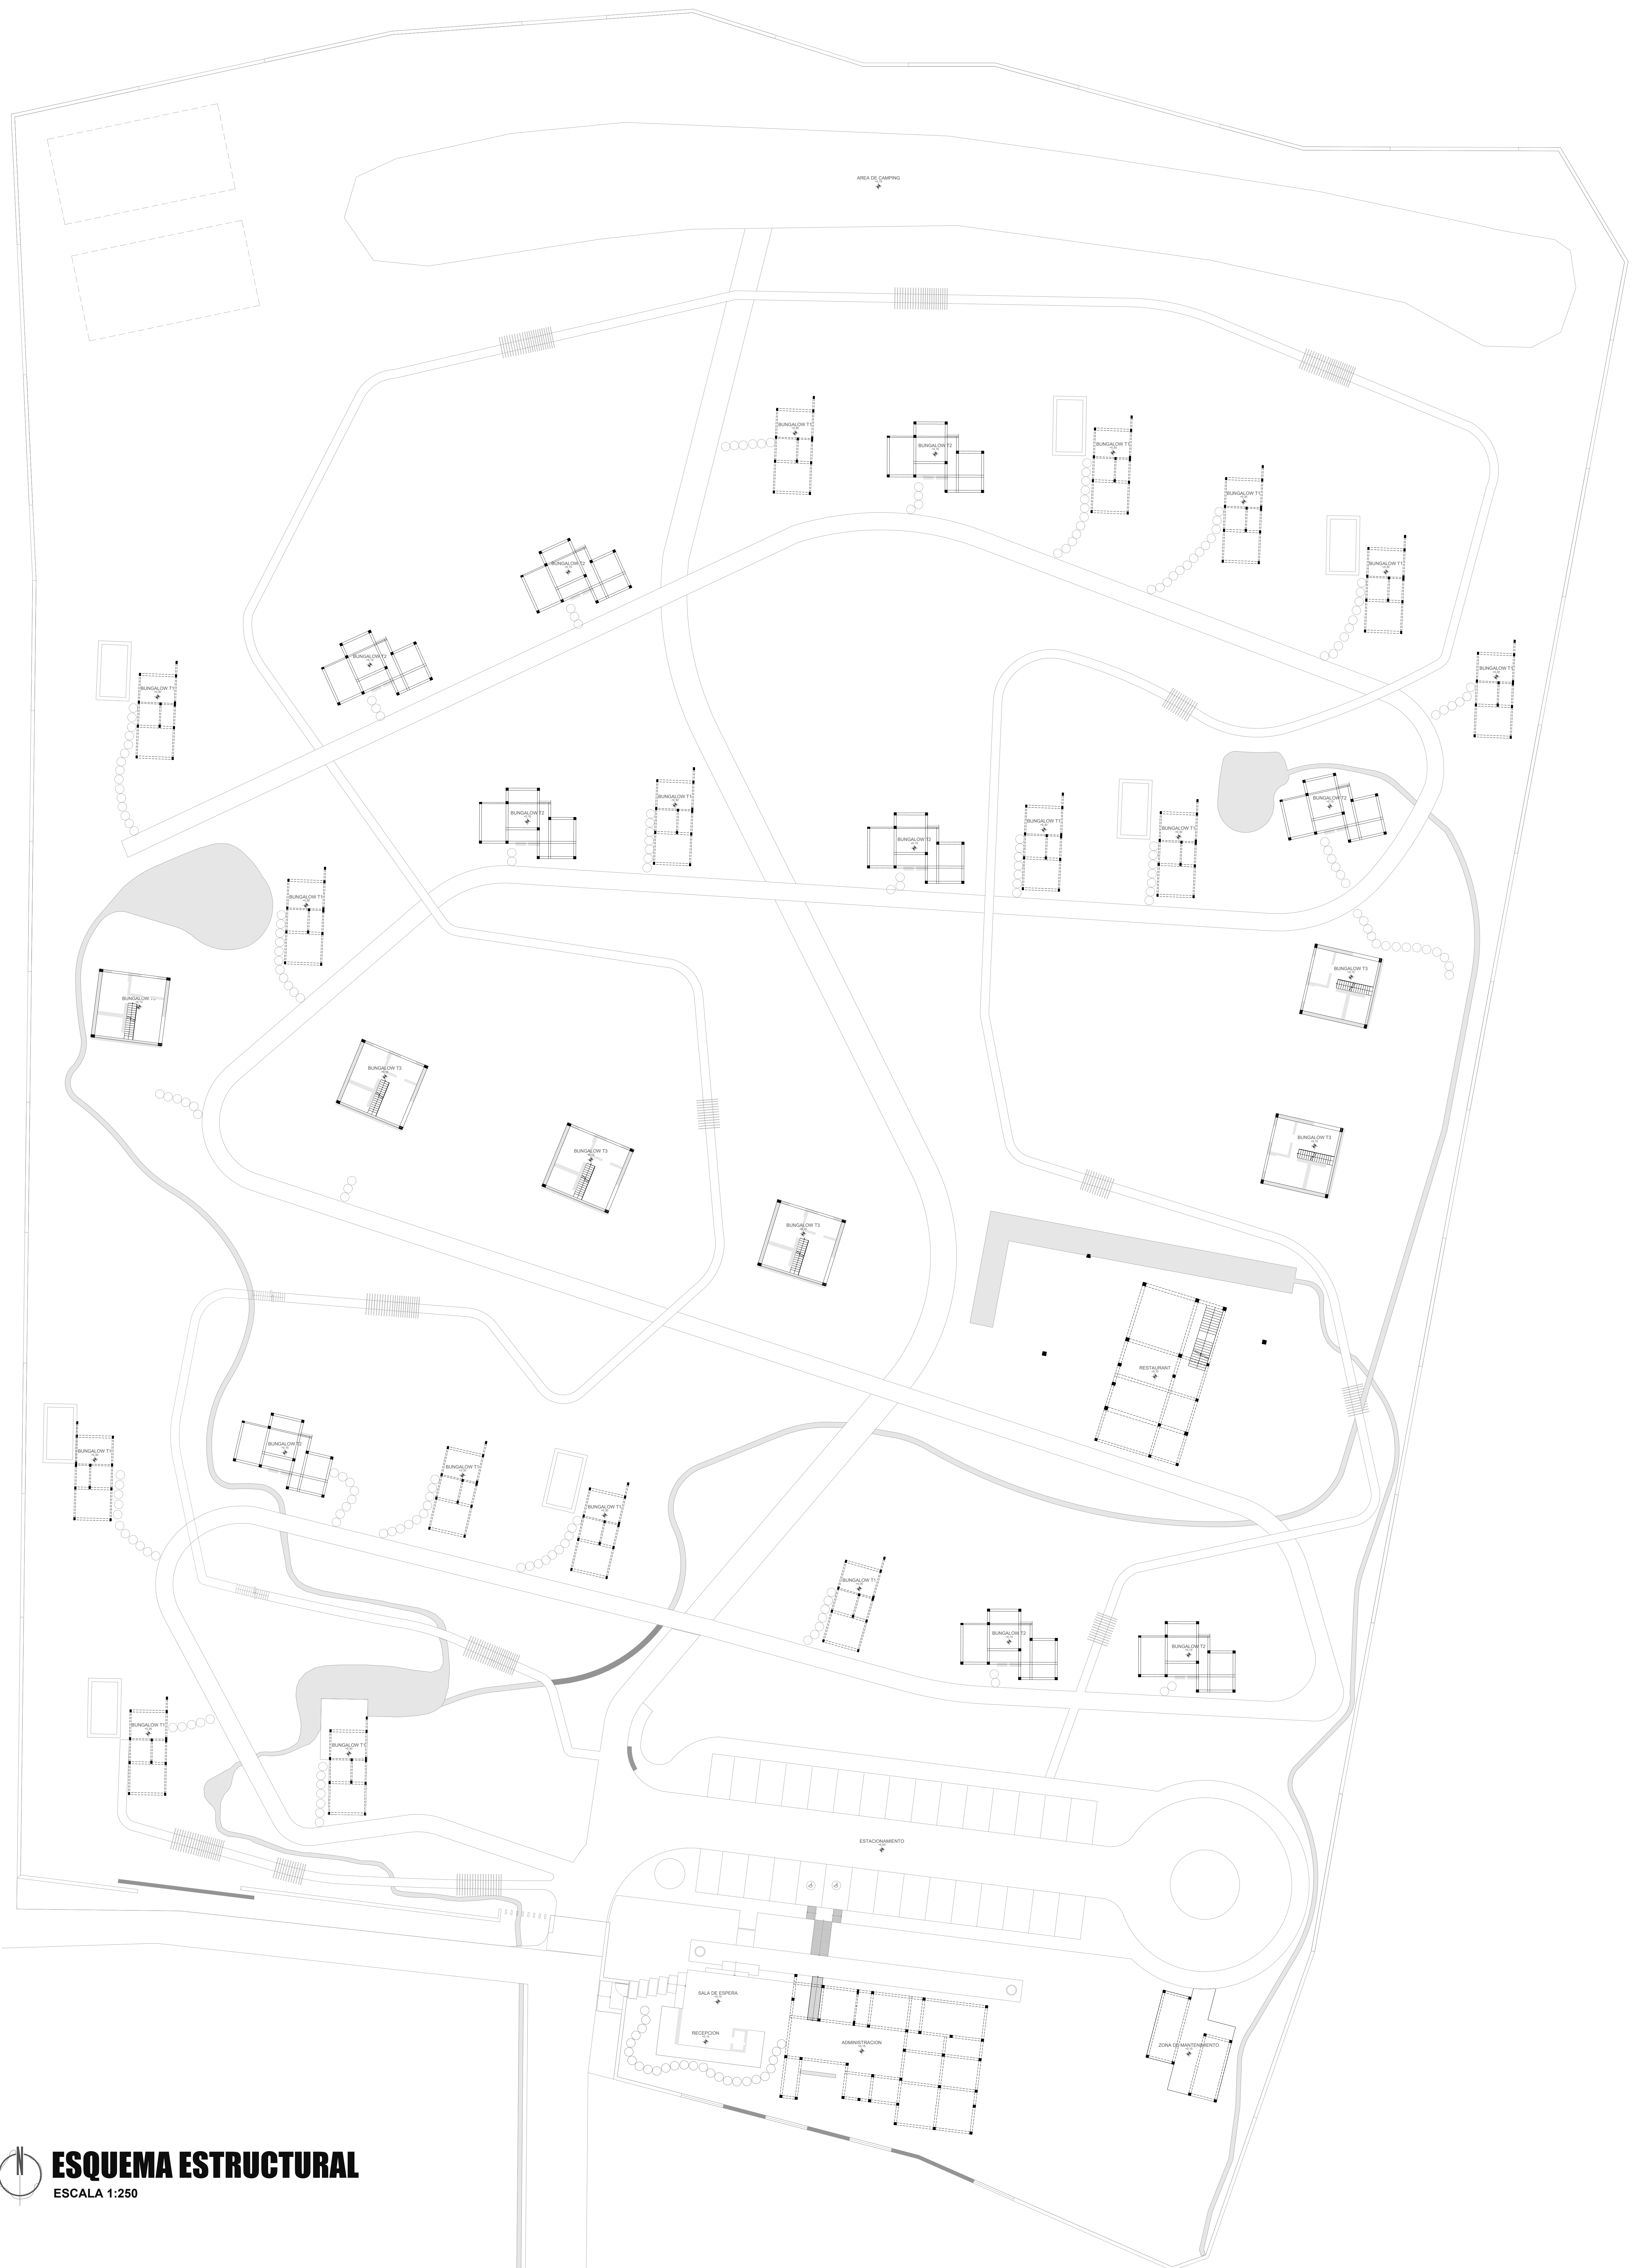 AREA DE CAMPING
BUNGALOW T1
BUNGALOW T2
BUNGALOW T1
BUNGALOW T1
BUNGALOW T2
BUNGALOW T1
BUNGALOW T2
BUNGALOW T1
BUNGALOW T1
BUNGALOW T1
BUNGALOW T2
BUNGALOW T2
BUNGALOW T1
BUNGALOW T1
BUNGALOW T2
BUNGALOW T1
BUNGALOW T3
BUNGALOW
BUNGALOW T3
BUNGALOW T3
BUNGALOW T3
BUNGALOW T3
RESTAURANT
BUNGALOW T2
BUNGALOW T1
BUNGALOW T1
BUNGALOW T1
BUNGALOW T1
BUNGALOW T2
BUNGALOW T2
BUNGALOW T1
BUNGALOW T1
ESTACIONAMIENTO
SALA DE ESPERA
RECEPCION
ADMINISTRACION
ZONA DE MANTENIMIENTO
N
ESQUEMA ESTRUCTURAL
ESCALA 1:250